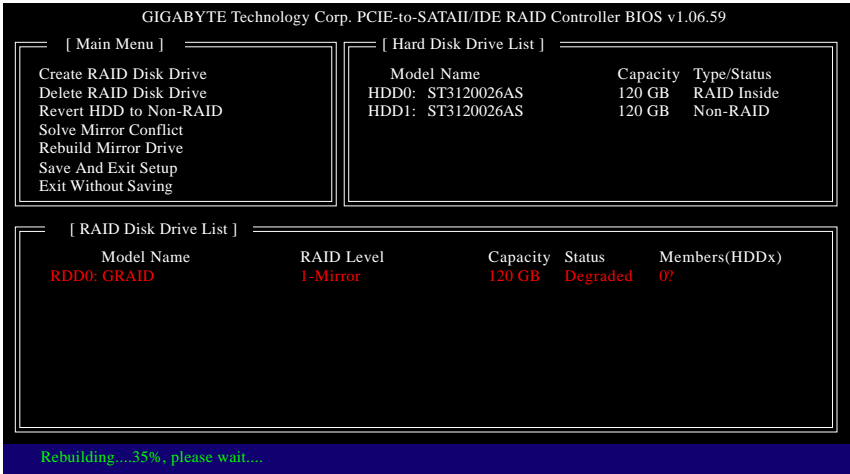 GIGABYTE Technology Corp. PCIE-to-SATAII/IDE RAID Controller BIOS v1.06.59
[ Main Menu ]
Create RAID Disk Drive
Delete RAID Disk Drive
Revert HDD to Non-RAID
Solve Mirror Conflict
Rebuild Mirror Drive
Save And Exit Setup
Exit Without Saving
[ Hard Disk Drive List ]
Model Name Capacity Type/Status
HDD0: ST3120026AS 120 GB RAID Inside
HDD1: ST3120026AS 120 GB Non-RAID
[ RAID Disk Drive List ]
Model Name RAID Level Capacity Status Members(HDDx)
RDD0: GRAID 1-Mirror 120 GB Degraded 0?
Rebuilding....35%, please wait....